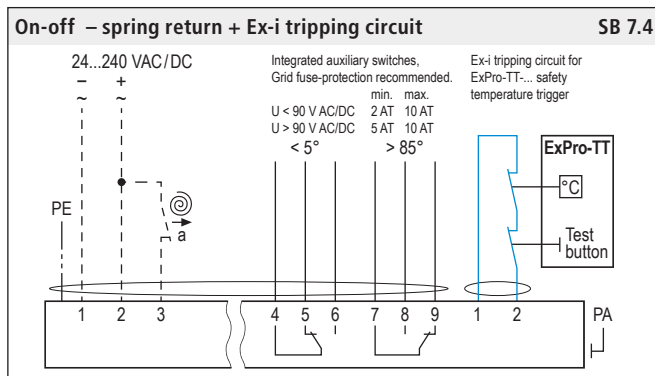 On-off – spring return + Ex-i tripping circuit SB 7.4
24...240 VAC/DC
– +
~ ~
Integrated auxiliary switches,
Grid fuse-protection recommended.
min. max.
U < 90 V AC/DC 2 AT 10 AT
U > 90 V AC/DC 5 AT 10 AT
< 5° > 85°
Ex-i tripping circuit for
ExPro-TT-... safety
temperature trigger
ExPro-TT
°C
Test
button
PE
a
1 2 3 4 5 6 7 8 9 1 2 PA